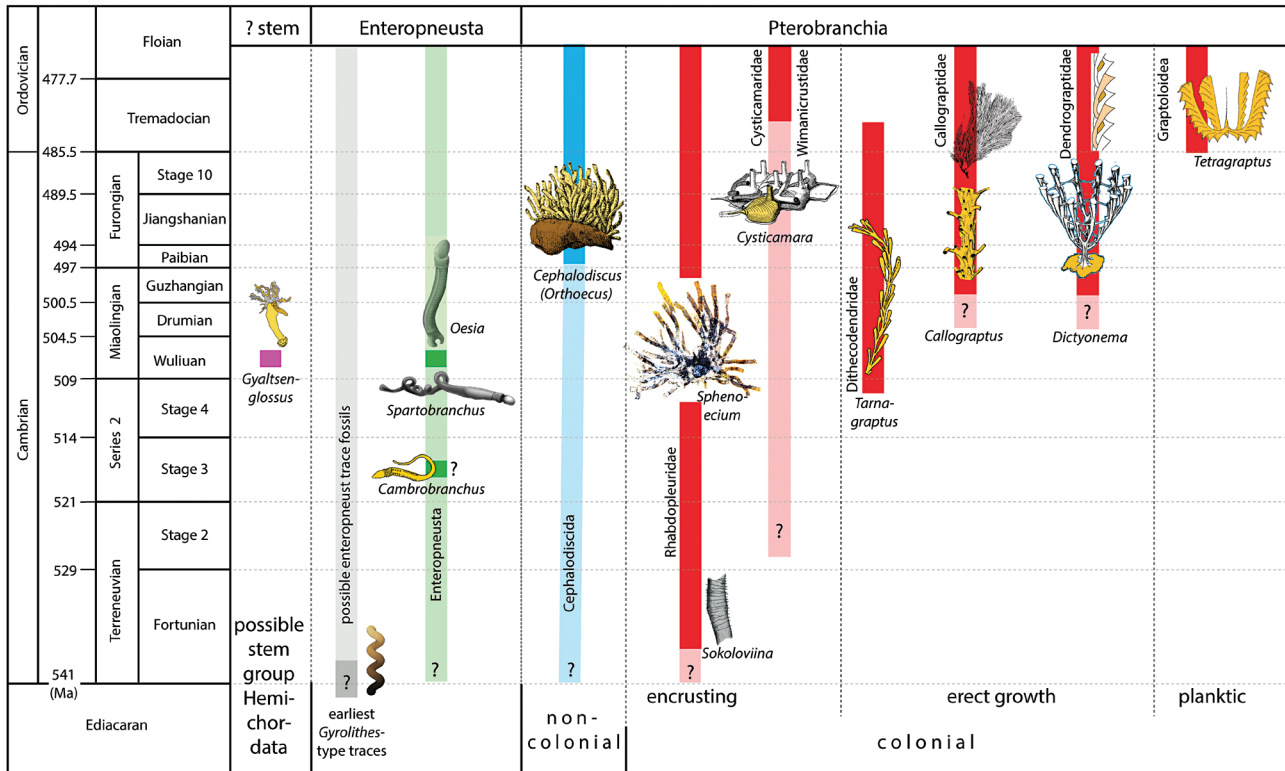 ? stem
Enteropneusta
Pterobranchia
Ordovician
Cambrian
Ediacaran
Furongian
Miaolingian
Series 2
Terreneuvian
Floian
Tremadocian
Stage 10
Jiangshanian
Paibian
Guzhangian
Drumian
Wuliuan
Stage 4
Stage 3
Stage 2
Fortunian
477.7
485.5
489.5
494
497
500.5
504.5
509
514
521
529
541
(Ma)
Gyaltsen-
glossus
possible
stem
group
Hemi-
chor-
data
possible enteropneust trace fossils
?
earliest
Gyrolithes-
type traces
Oesia
Spartobranchus
?
Cambrobranchus
Enteropneusta
?
Cephalodiscus
(Orthoecus)
Cephalodiscida
?
non-
colonial
Spheno-
ecium
Rhabdopleuridae
Sokoloviina
?
Cysticamaridae
Wimanicrustidae
Cysticamara
?
encrusting
Dithecodendridae
Tarna-
graptus
Callograptidae
?
Callograptus
Dendrograptidae
?
Dictyonema
erect growth
Graptoloidea
Tetragraptus
planktic
colonial